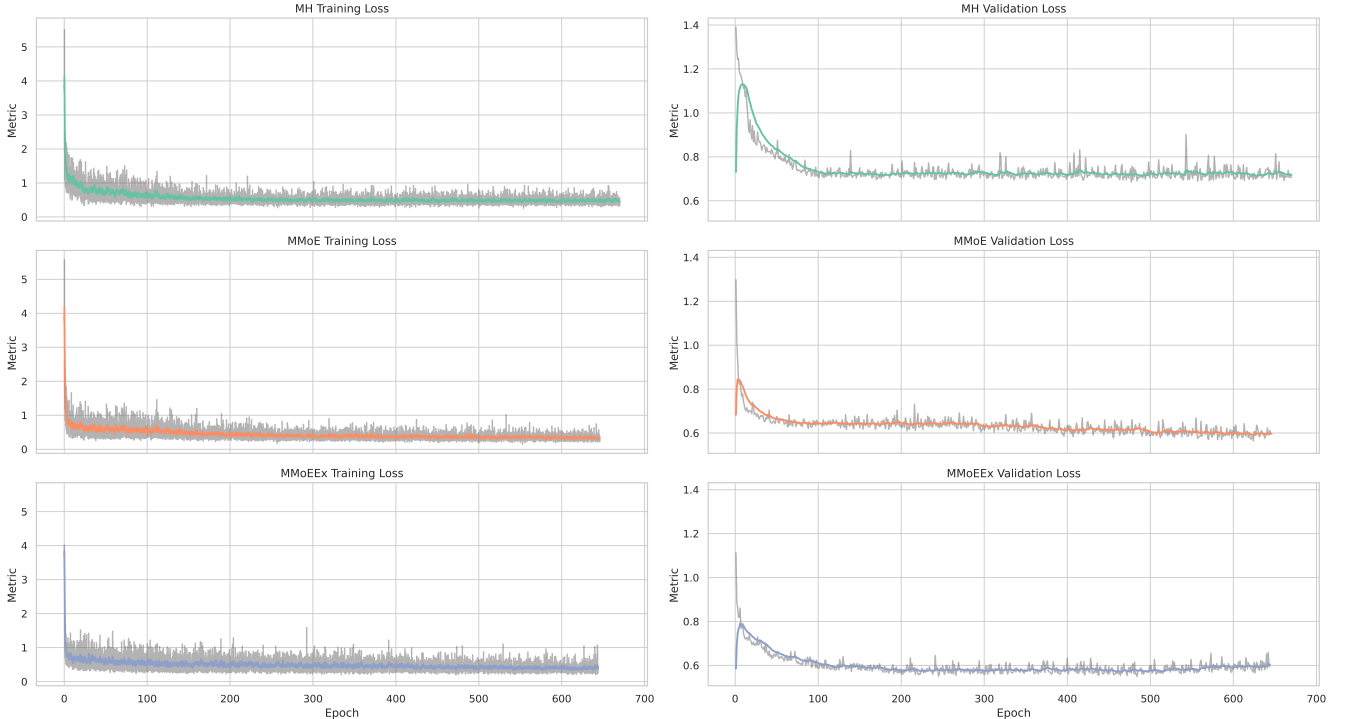 MH Training Loss
Metric
5
4
3
2
1
0
MH Validation Loss
Metric
1.4
1.2
1.0
0.8
0.6
MMoE Training Loss
Metric
5
4
3
2
1
0
MMoE Validation Loss
Metric
1.4
1.2
1.0
0.8
0.6
MMoEEx Training Loss
Metric
5
4
3
2
1
0
0 100 200 300 400 500 600 700
Epoch
MMoEEx Validation Loss
Metric
1.4
1.2
1.0
0.8
0.6
0 100 200 300 400 500 600 700
Epoch